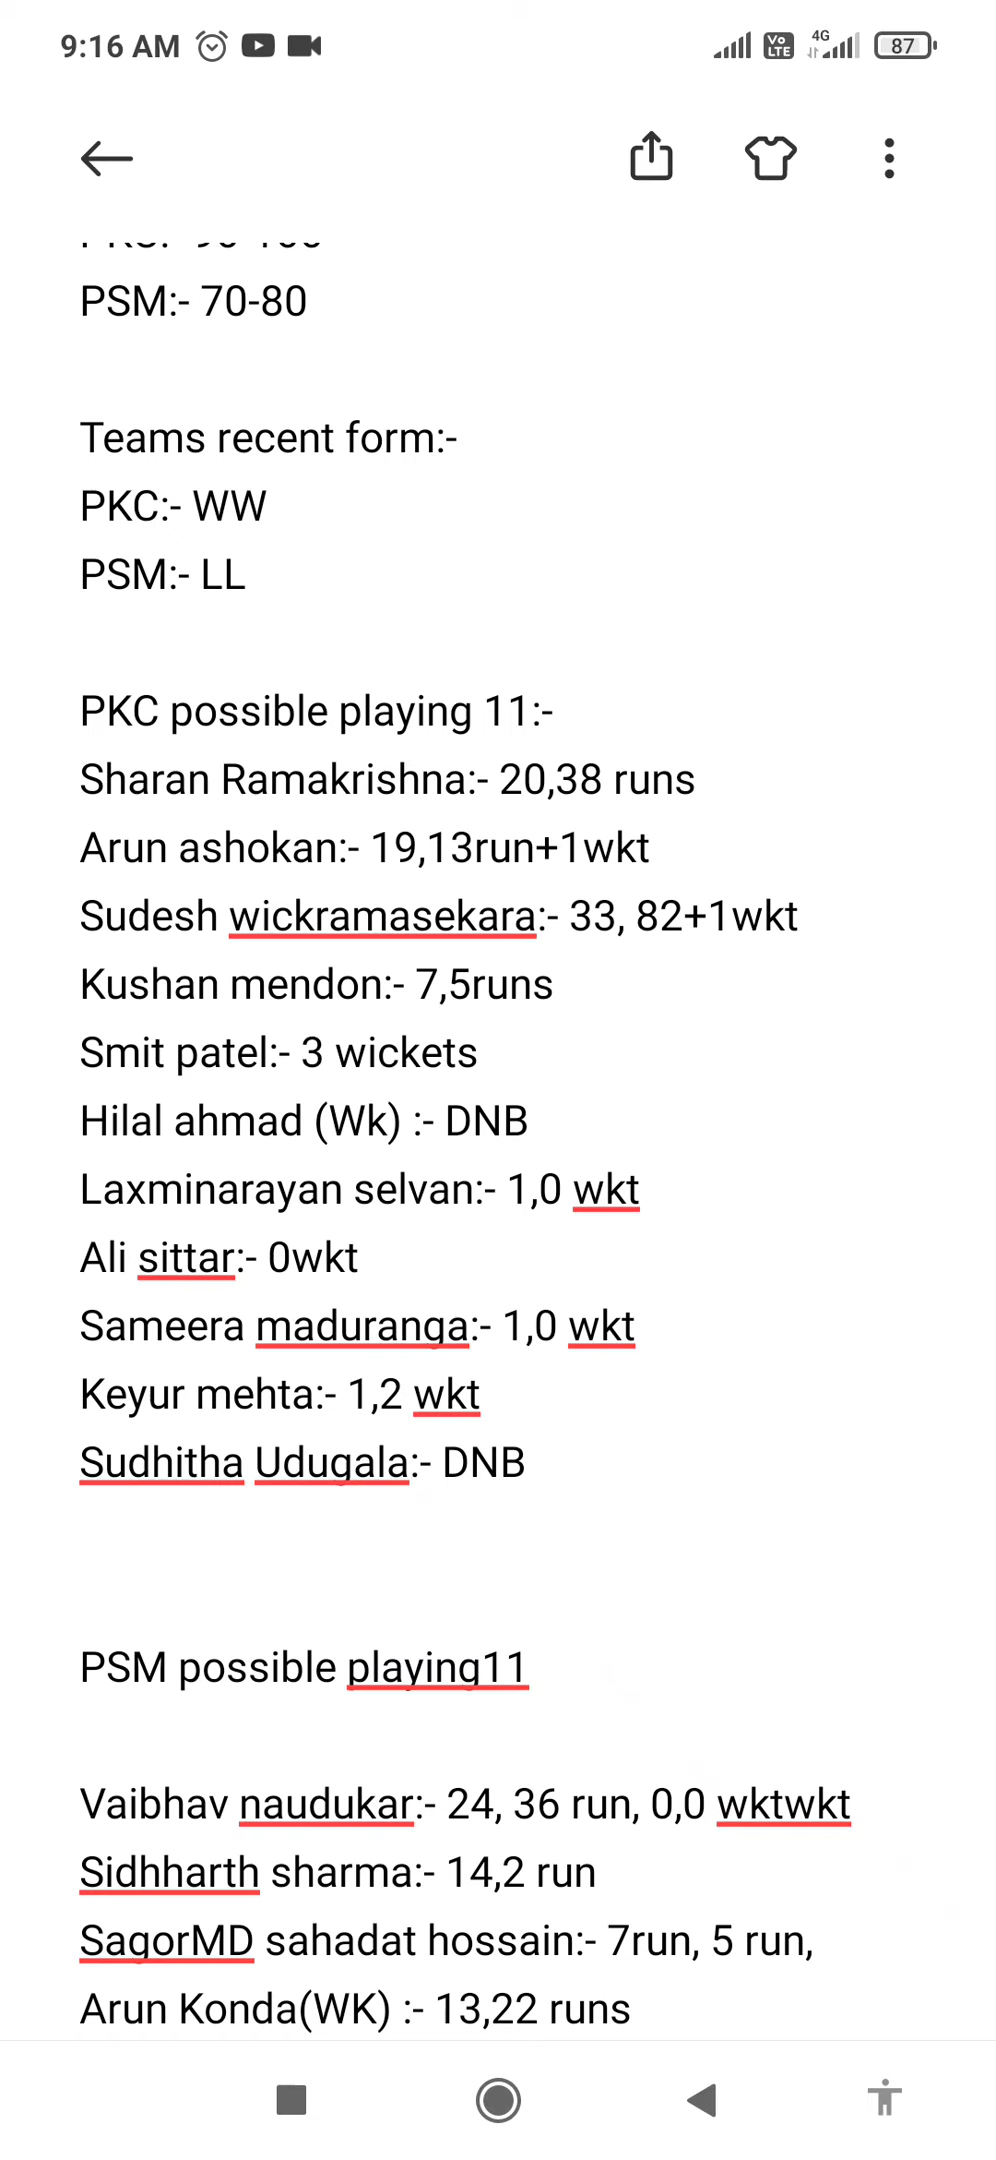 9:16 AM
Vo LTE
4G
87
PSM:- 70-80
Teams recent form:-
PKC:- WW
PSM:- LL
PKC possible playing 11:-
Sharan Ramakrishna:- 20,38 runs
Arun ashokan:- 19,13run+1wkt
Sudesh wickramasekara:- 33, 82+1wkt
Kushan mendon:- 7,5runs
Smit patel:- 3 wickets
Hilal ahmad (Wk) :- DNB
Laxminarayan selvan:- 1,0 wkt
Ali sittar:- 0wkt
Sameera maduranga:- 1,0 wkt
Keyur mehta:- 1,2 wkt
Sudhitha Udugala:- DNB
PSM possible playing11
Vaibhav naudukar:- 24, 36 run, 0,0 wktwkt
Sidhharth sharma:- 14,2 run
SagorMD sahadat hossain:- 7run, 5 run,
Arun Konda(WK) :- 13,22 runs